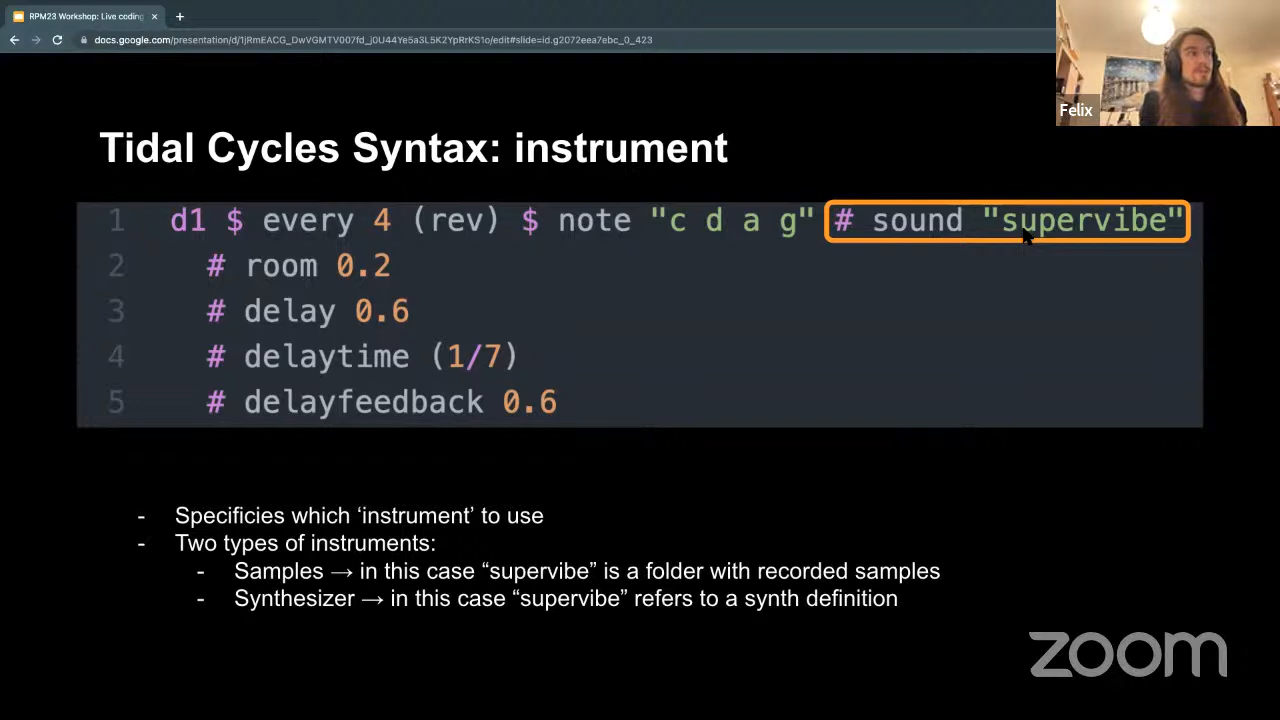 RPM23 Workshop: Live coding
docs.google.com/presentation/d/1jRmEACG_DwVGMTV007fd_j0U44Ye5a3L5K2YpRrKS1o/edit#slide=id.g2072eea7ebc_0_423
Felix
Tidal Cycles Syntax: instrument
1 d1 $ every 4 (rev) $ note "c d a g" # sound "supervibe"
2 # room 0.2
3 # delay 0.6
4 # delaytime (1/7)
5 # delayfeedback 0.6
- Specificies which ‘instrument’ to use
- Two types of instruments:
- Samples → in this case “supervibe” is a folder with recorded samples
- Synthesizer → in this case “supervibe” refers to a synth definition
zoom